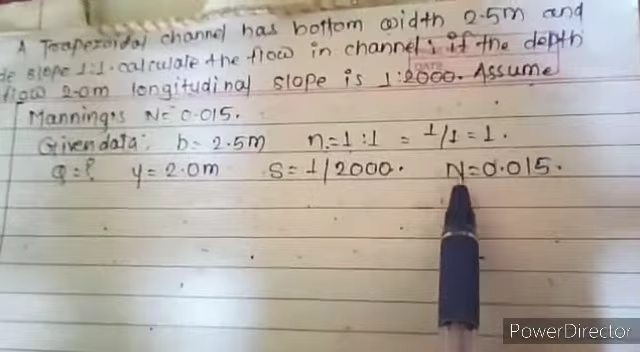 A Trapezoidal channel has bottom width 2.5m and
de slope 1:1. calculate the flow in channel; if the depth
flow 2.0m longitudinal slope is 1:2000. Assume
Manning's N=0.015.
Given data: b= 2.5m n=1:1 = 1/1=1.
Q=? y=2.0m S=1/2000. N=0.015.
PowerDirector